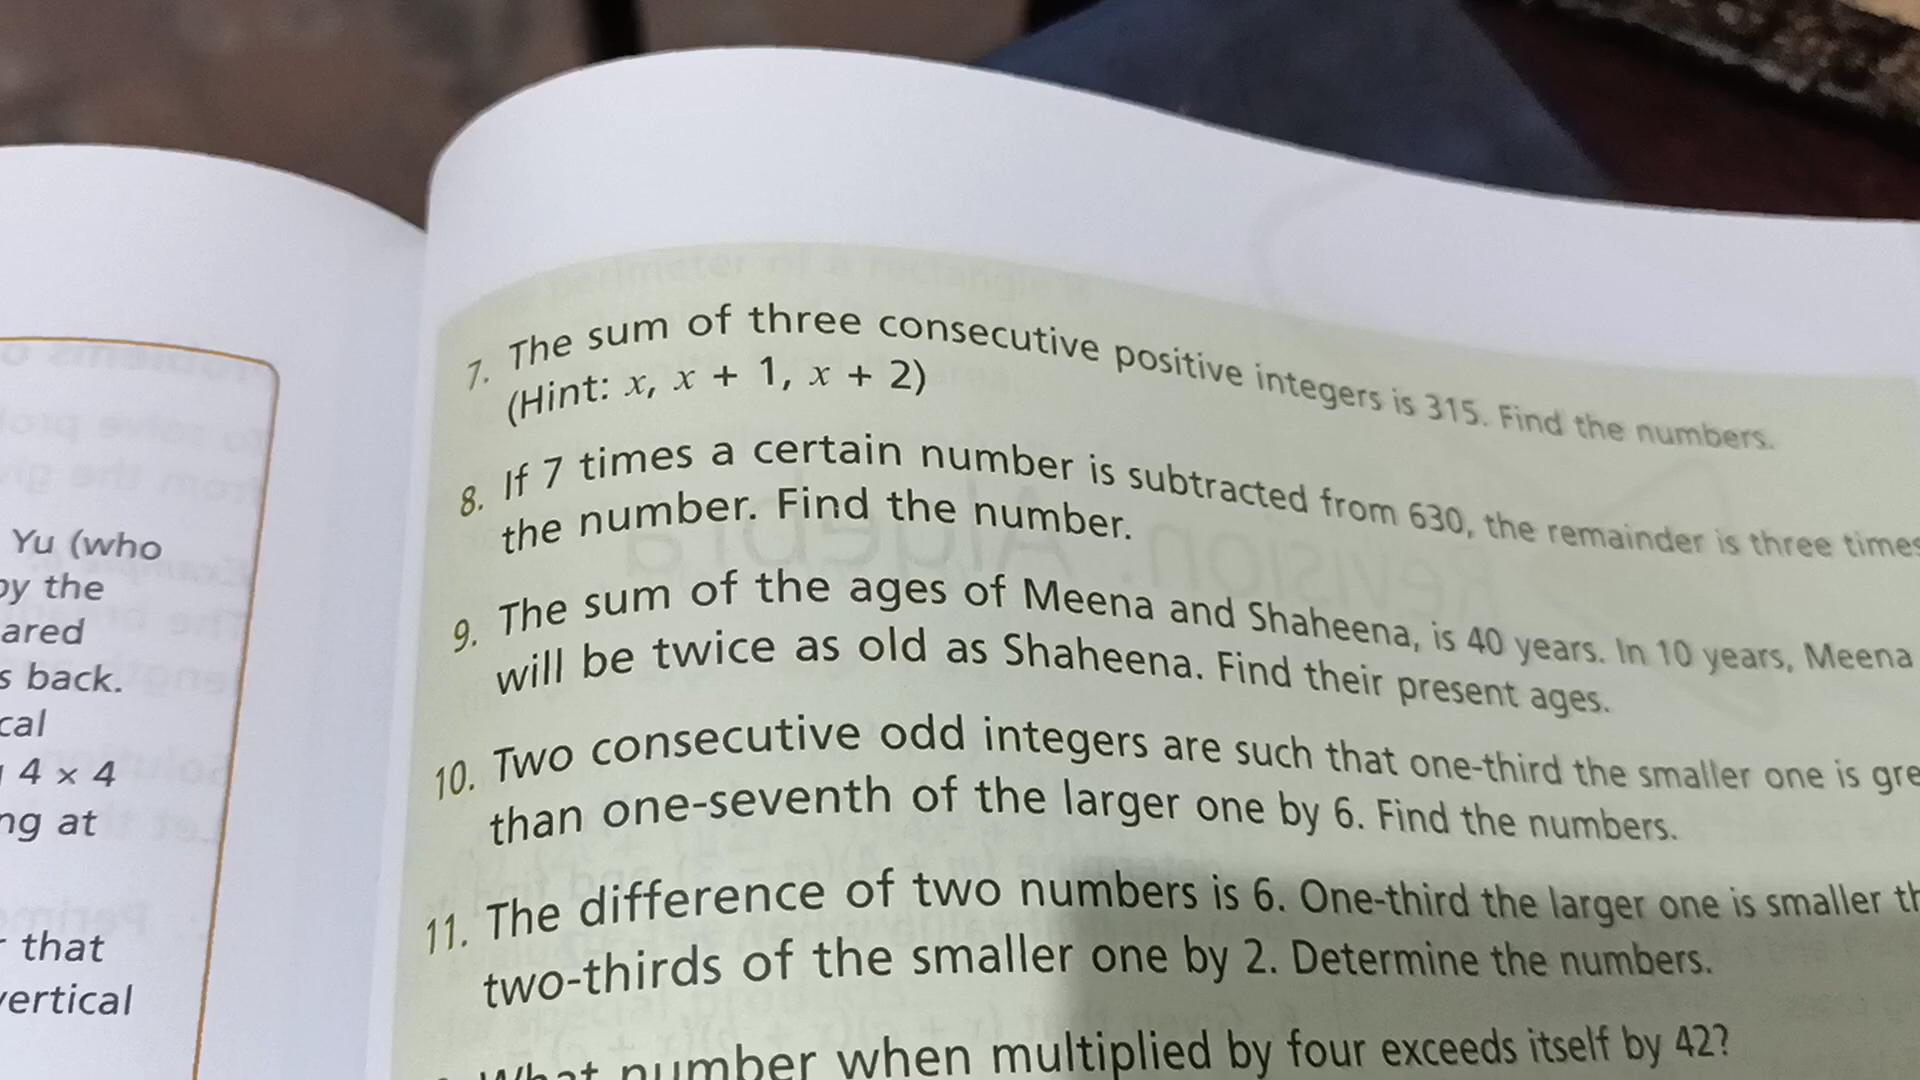 Yu (who
by the
ared
s back.
cal
4 × 4
ng at
that
vertical
7. The sum of three consecutive positive integers is 315. Find the numbers.
(Hint: x, x + 1, x + 2)
8. If 7 times a certain number is subtracted from 630, the remainder is three times
the number. Find the number.
9. The sum of the ages of Meena and Shaheena, is 40 years. In 10 years, Meena
will be twice as old as Shaheena. Find their present ages.
10. Two consecutive odd integers are such that one-third the smaller one is gre
than one-seventh of the larger one by 6. Find the numbers.
11. The difference of two numbers is 6. One-third the larger one is smaller th
two-thirds of the smaller one by 2. Determine the numbers.
What number when multiplied by four exceeds itself by 42?